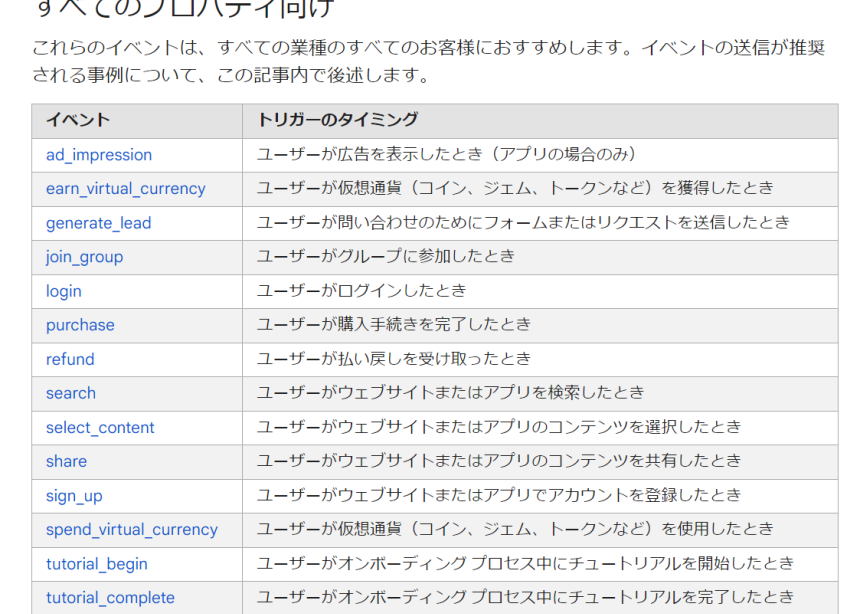 すべてのプロパティ向け
これらのイベントは、すべての業種のすべてのお客様におすすめします。イベントの送信が推奨
される事例について、この記事内で後述します。
イベント トリガーのタイミング
ad_impression ユーザーが広告を表示したとき（アプリの場合のみ）
earn_virtual_currency ユーザーが仮想通貨（コイン、ジェム、トークンなど）を獲得したとき
generate_lead ユーザーが問い合わせのためにフォームまたはリクエストを送信したとき
join_group ユーザーがグループに参加したとき
login ユーザーがログインしたとき
purchase ユーザーが購入手続きを完了したとき
refund ユーザーが払い戻しを受け取ったとき
search ユーザーがウェブサイトまたはアプリを検索したとき
select_content ユーザーがウェブサイトまたはアプリのコンテンツを選択したとき
share ユーザーがウェブサイトまたはアプリのコンテンツを共有したとき
sign_up ユーザーがウェブサイトまたはアプリでアカウントを登録したとき
spend_virtual_currency ユーザーが仮想通貨（コイン、ジェム、トークンなど）を使用したとき
tutorial_begin ユーザーがオンボーディング プロセス中にチュートリアルを開始したとき
tutorial_complete ユーザーがオンボーディング プロセス中にチュートリアルを完了したとき